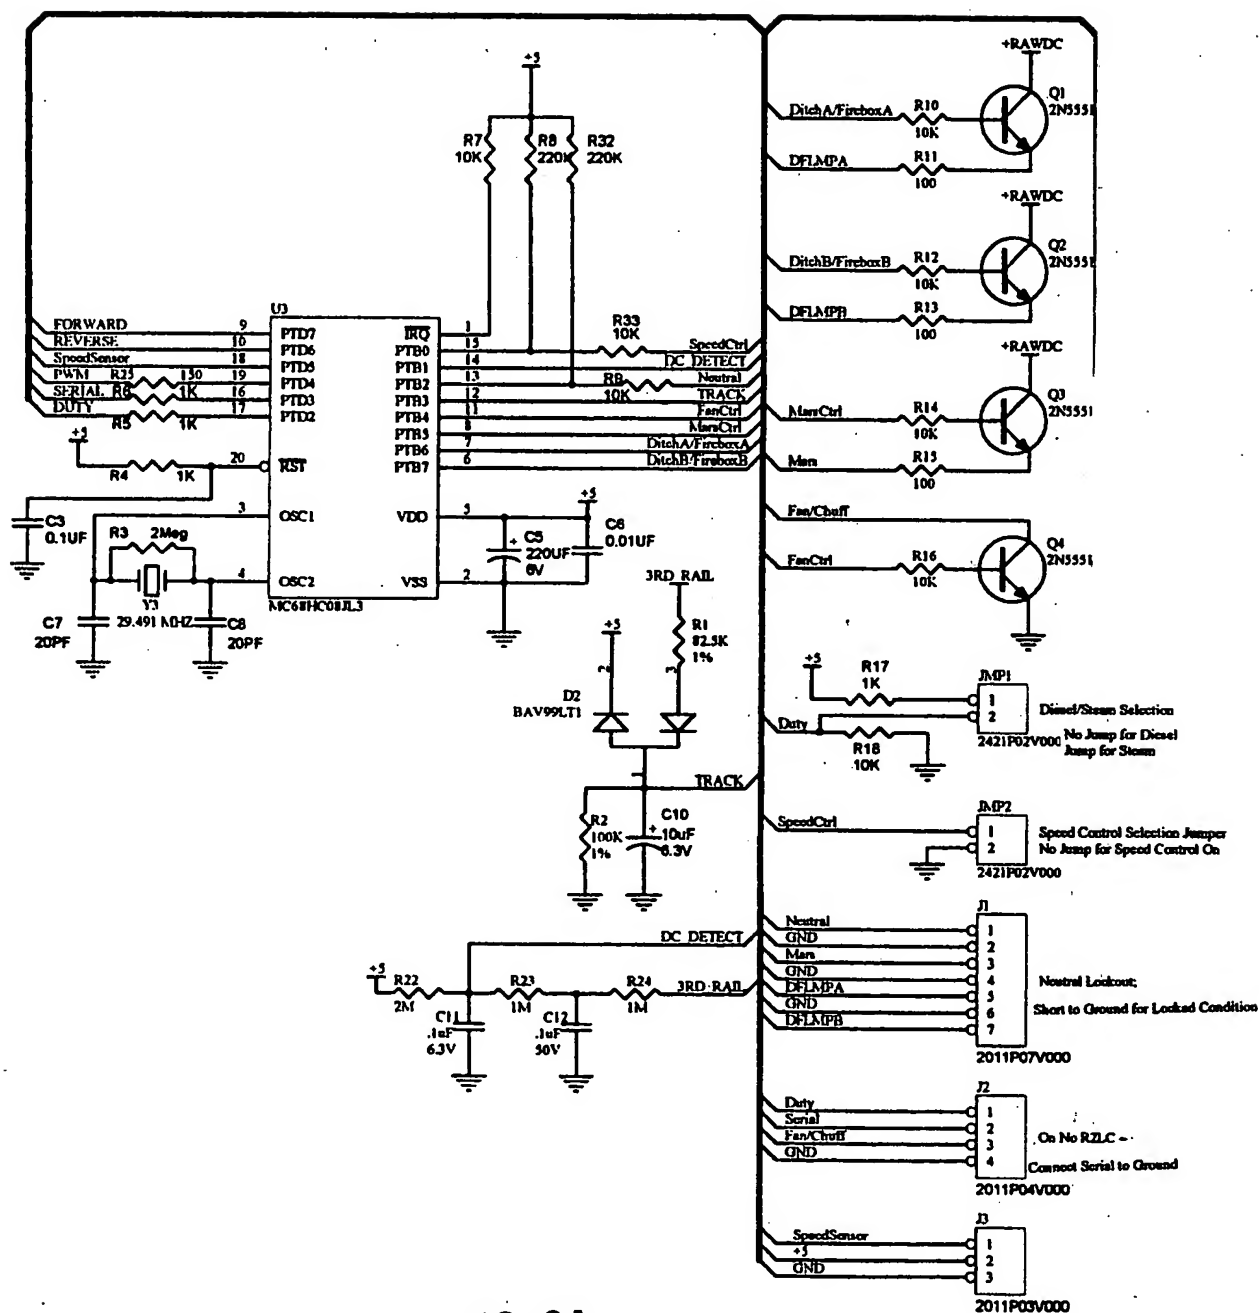 +RAWDC
+5
DitchA/FireboxA
R10
10K
Q1
2N5551
R7
10K
R8
220K
R32
220K
DFLMPA
R11
100
+RAWDC
DitchB/FireboxB
R12
10K
Q2
2N5551
DFLMPB
R13
100
U3
FORWARD
9
PTD7
IRQ
1
REVERSE
10
PTD6
PTB0
15
R33
10K
SpeedCtrl
SpeedSensor
18
PTD5
PTB1
14
DC DETECT
PWM
R25
150
19
PTD4
PTB2
13
R9
10K
Neutral
SERIAL
R6
1K
16
PTD3
PTB3
12
TRACK
DUTY
R5
1K
17
PTD2
PTB4
11
FanCtrl
PTB5
8
MarsCtrl
PTB6
7
DitchA/FireboxA
PTB7
6
DitchB/FireboxB
+RAWDC
MarsCtrl
R14
10K
Q3
2N5551
Mars
R15
100
+5
R4
1K
20
RST
C3
0.1UF
3
OSC1
VDD
5
+5
R3
2Meg
+
C5
220UF
6V
C6
0.01UF
4
OSC2
VSS
2
MC68HC08JL3
Y3
29.491 MHZ
C7
20PF
C8
20PF
Fan/Chuff
FanCtrl
R16
10K
Q4
2N5551
3RD RAIL
+5
R1
82.5K
1%
2
3
D2
BAV99LT1
1
TRACK
R2
100K
1%
+
C10
10uF
6.3V
+5
R17
1K
JMP1
1
2
Diesel/Steam Selection
Duty
R18
10K
2421P02V000
No Jump for Diesel
Jump for Steam
JMP2
SpeedCtrl
1
2
Speed Control Selection Jumper
No Jump for Speed Control On
2421P02V000
DC DETECT
+5
R22
2M
R23
1M
R24
1M
3RD RAIL
C11
.1uF
6.3V
C12
.1uF
50V
J1
Neutral
1
GND
2
Mars
3
GND
4
DFLMPA
5
GND
6
DFLMPB
7
Neutral Lockout;
Short to Ground for Locked Condition
2011P07V000
J2
Duty
1
Serial
2
Fan/Chuff
3
GND
4
On No R2LC -
Connect Serial to Ground
2011P04V000
J3
SpeedSensor
1
+5
2
GND
3
2011P03V000